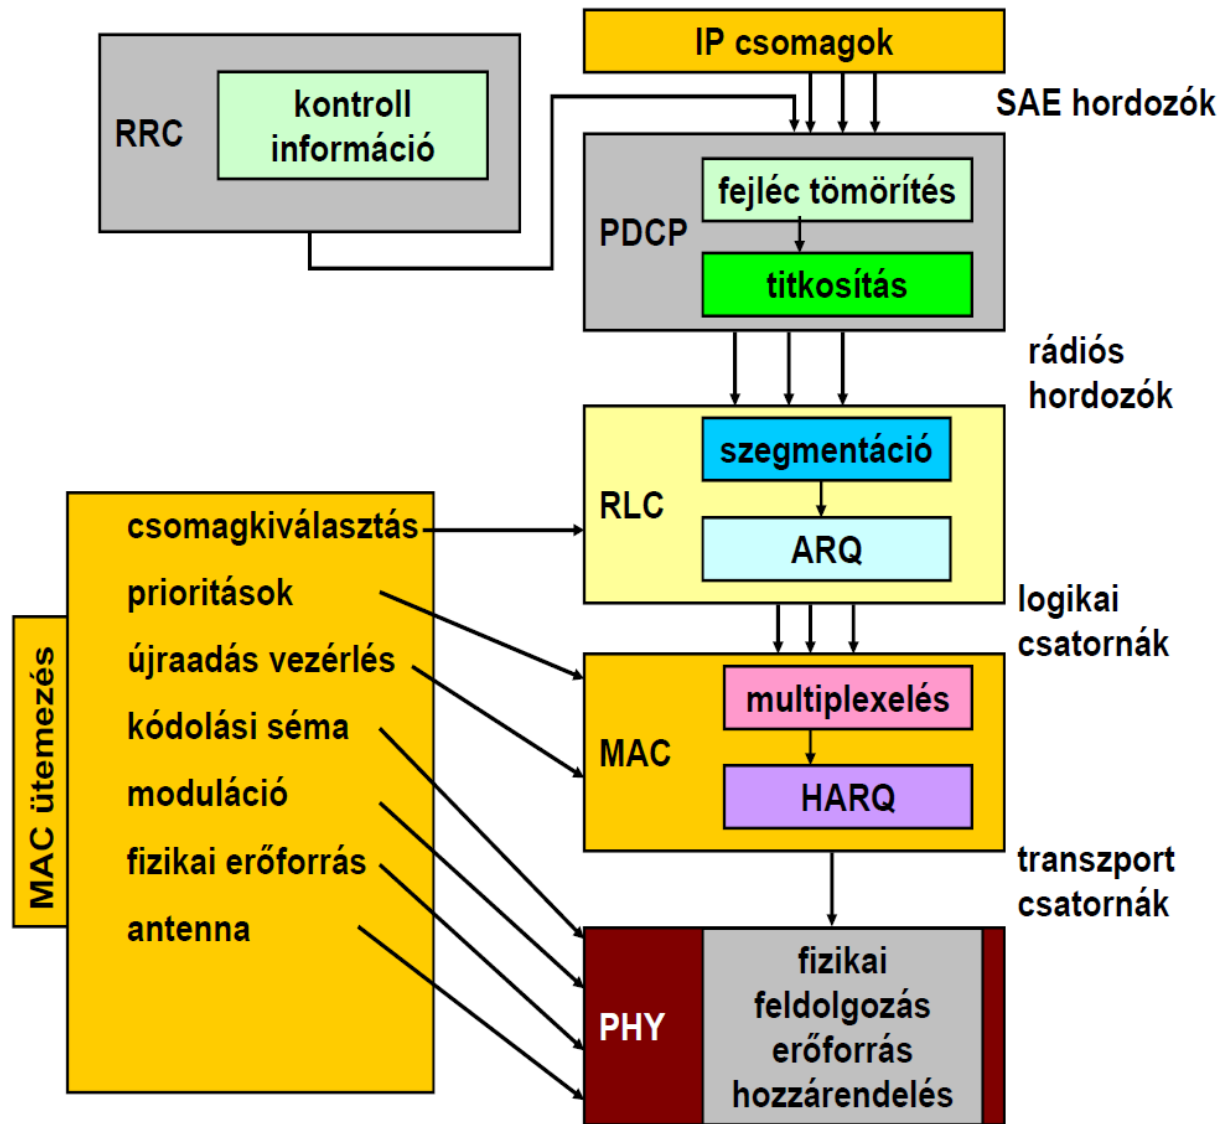 IP csomagok
RRC
kontroll
információ
SAE hordozók
PDCP
fejléc tömörítés
titkosítás
rádiós
hordozók
RLC
szegmentáció
ARQ
logikai
csatornák
MAC ütemezés
csomagkiválasztás
prioritások
újraadás vezérlés
kódolási séma
moduláció
fizikai erőforrás
antenna
MAC
multiplexelés
HARQ
transzport
csatornák
PHY
fizikai
feldolgozás
erőforrás
hozzárendelés